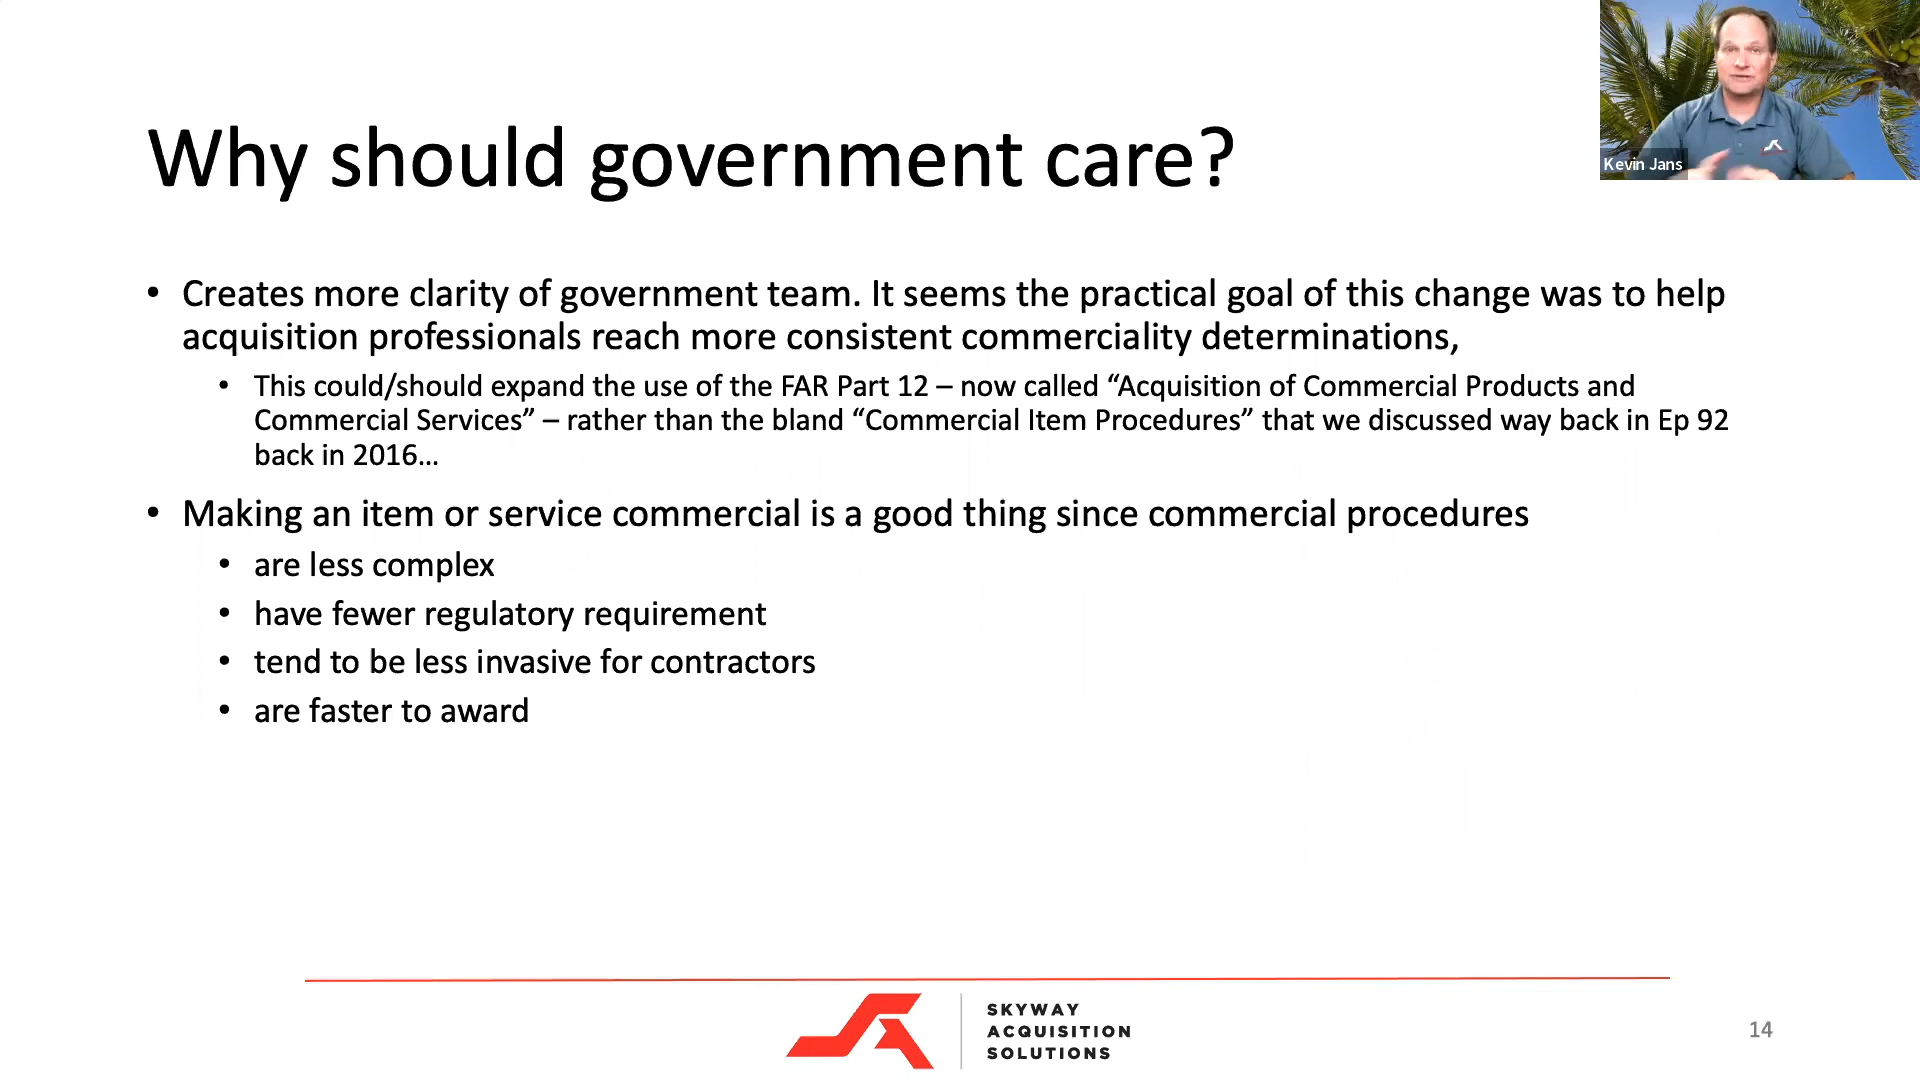 Kevin Jans
Why should government care?
• Creates more clarity of government team. It seems the practical goal of this change was to help
acquisition professionals reach more consistent commerciality determinations,
• This could/should expand the use of the FAR Part 12 – now called “Acquisition of Commercial Products and
Commercial Services” – rather than the bland “Commercial Item Procedures” that we discussed way back in Ep 92
back in 2016…
• Making an item or service commercial is a good thing since commercial procedures
• are less complex
• have fewer regulatory requirement
• tend to be less invasive for contractors
• are faster to award
SKYWAY
ACQUISITION
SOLUTIONS
14